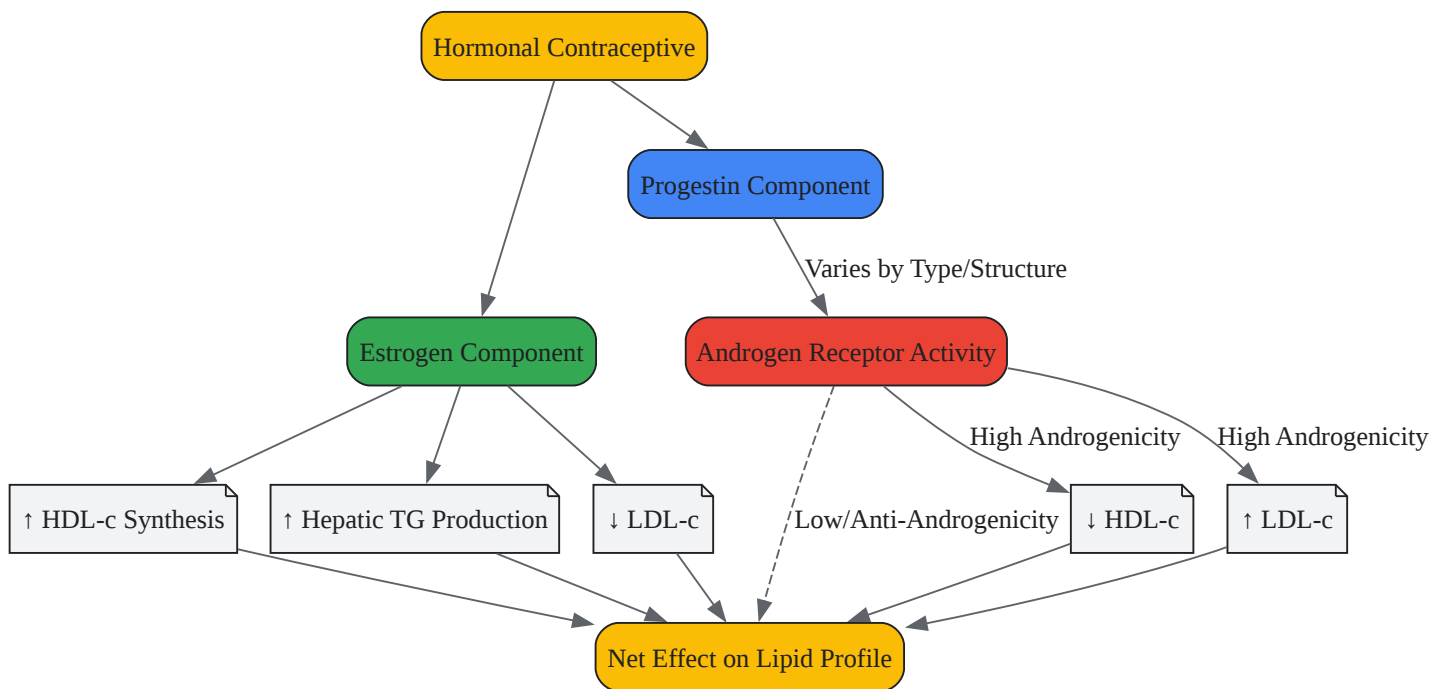 Hormonal Contraceptive
Progestin Component
Varies by Type/Structure
Estrogen Component
Androgen Receptor Activity
High Androgenicity
High Androgenicity
↑ HDL-c Synthesis
↑ Hepatic TG Production
↓ LDL-c
Low/Anti-Androgenicity
↓ HDL-c
↑ LDL-c
Net Effect on Lipid Profile